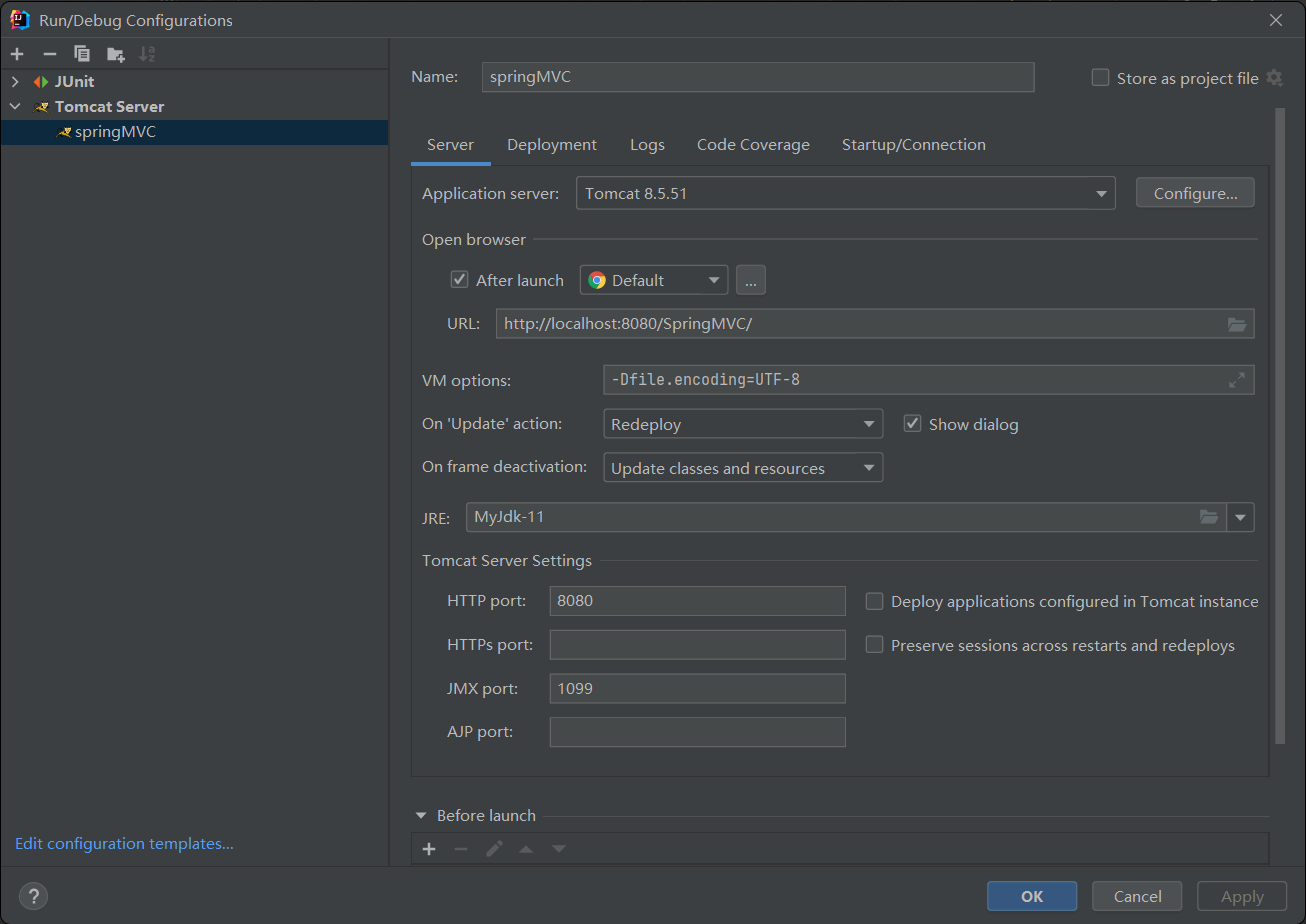 Run/Debug Configurations
JUnit
Tomcat Server
springMVC
Edit configuration templates...
Name: springMVC
Store as project file
Server Deployment Logs Code Coverage Startup/Connection
Application server: Tomcat 8.5.51 Configure...
Open browser
After launch Default ...
URL: http://localhost:8080/SpringMVC/
VM options: -Dfile.encoding=UTF-8
On 'Update' action: Redeploy Show dialog
On frame deactivation: Update classes and resources
JRE: MyJdk-11
Tomcat Server Settings
HTTP port: 8080 Deploy applications configured in Tomcat instance
HTTPs port: Preserve sessions across restarts and redeploys
JMX port: 1099
AJP port:
Before launch
? OK Cancel Apply